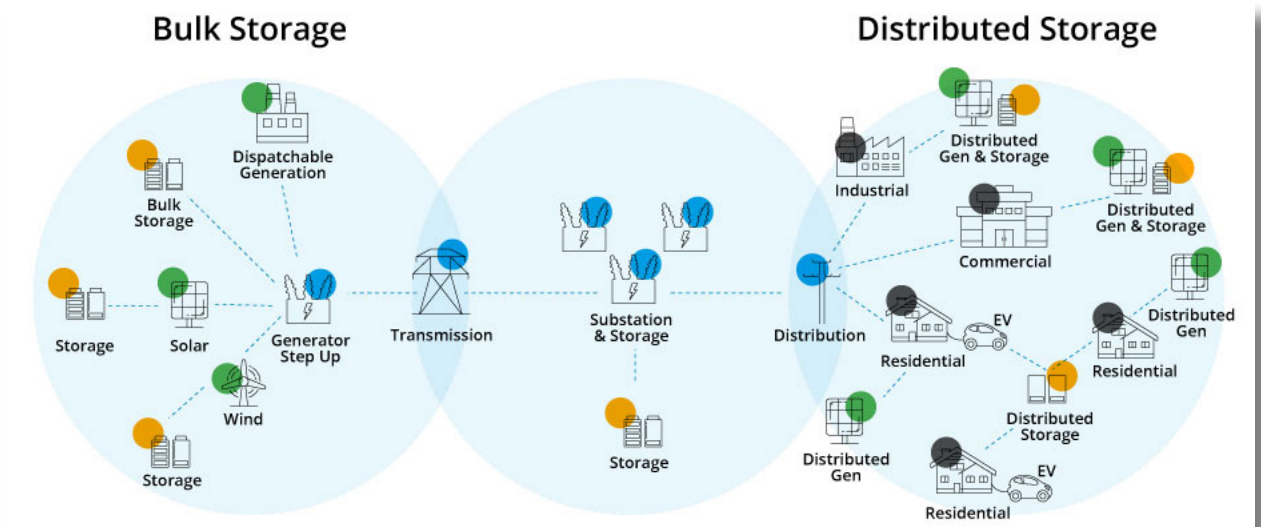 Bulk Storage
Distributed Storage
Dispatchable
Generation
Bulk
Storage
Storage
Solar
Generator
Step Up
Wind
Storage
Transmission
Substation
& Storage
Storage
Distribution
Industrial
Distributed
Gen & Storage
Commercial
Distributed
Gen & Storage
Residential
EV
Distributed
Gen
Residential
Distributed
Storage
Distributed
Gen
Residential
EV